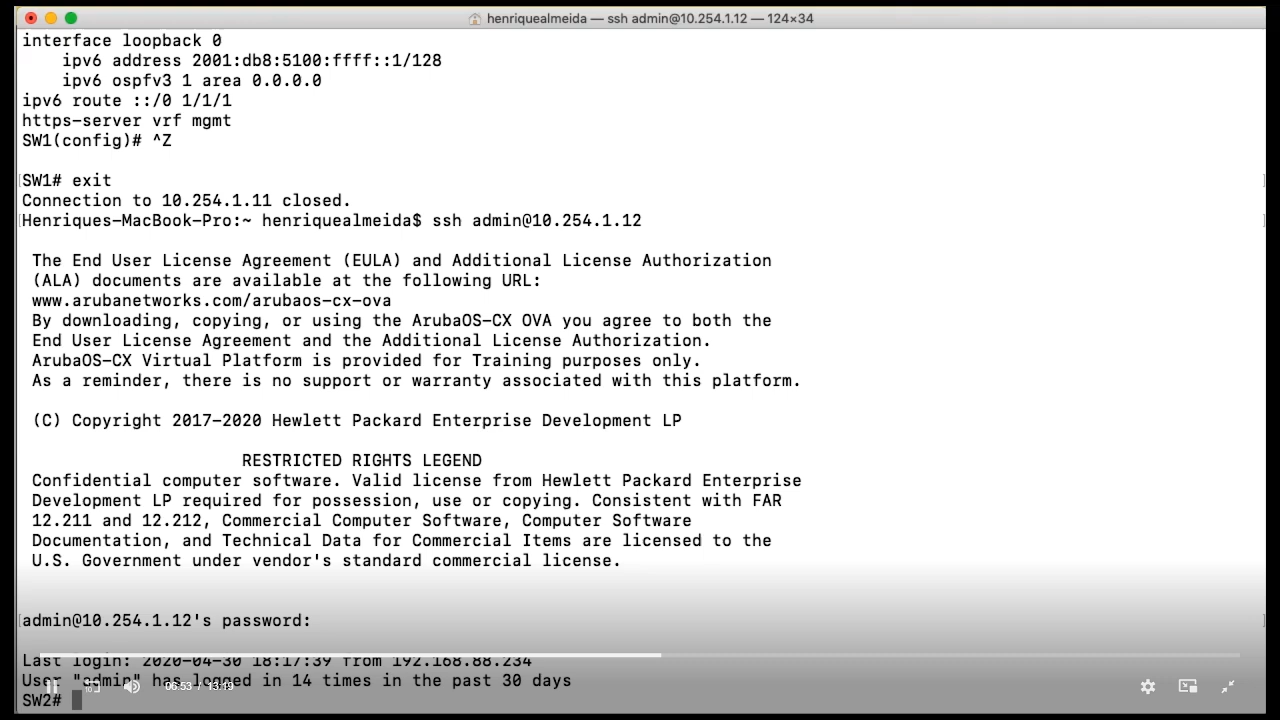 henriquealmeida — ssh admin@10.254.1.12 — 124×34
interface loopback 0
    ipv6 address 2001:db8:5100:ffff::1/128
    ipv6 ospfv3 1 area 0.0.0.0
ipv6 route ::/0 1/1/1
https-server vrf mgmt
SW1(config)# ^Z
SW1# exit
Connection to 10.254.1.11 closed.
Henriques-MacBook-Pro:~ henriquealmeida$ ssh admin@10.254.1.12
The End User License Agreement (EULA) and Additional License Authorization
(ALA) documents are available at the following URL:
www.arubanetworks.com/arubaos-cx-ova
By downloading, copying, or using the ArubaOS-CX OVA you agree to both the
End User License Agreement and the Additional License Authorization.
ArubaOS-CX Virtual Platform is provided for Training purposes only.
As a reminder, there is no support or warranty associated with this platform.
(C) Copyright 2017-2020 Hewlett Packard Enterprise Development LP
RESTRICTED RIGHTS LEGEND
Confidential computer software. Valid license from Hewlett Packard Enterprise
Development LP required for possession, use or copying. Consistent with FAR
12.211 and 12.212, Commercial Computer Software, Computer Software
Documentation, and Technical Data for Commercial Items are licensed to the
U.S. Government under vendor's standard commercial license.
admin@10.254.1.12's password:
Last login: 2020-04-30 18:17:39 from 192.168.88.234
User "admin" has logged in 14 times in the past 30 days
06:53 /
SW2#